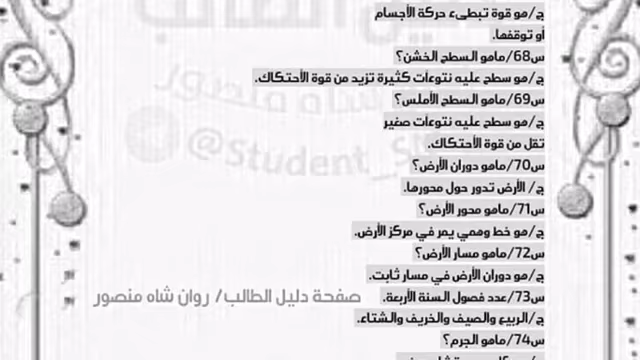 ج/هو قوة تبطىء حركة الأجسام
أو توقفها.
س68/ماهو السطح الخشن؟
ج/هو سطح عليه نتوءات كثيرة تزيد من قوة الأحتكاك.
س69/ماهو السطح الأملس؟
ج/هو سطح عليه نتوءات صغير
تقل من قوة الأحتكاك.
س70/ماهو دوران الأرض؟
ج/ الأرض تدور حول محورها.
س71/ماهو محور الأرض؟
ج/هو خط وهمي يمر في مركز الأرض.
س72/ماهو مسار الأرض؟
ج/هو دوران الأرض في مسار ثابت.
س73/عدد فصول السنة الأربعة.
صفحة دليل الطالب/ روان شاه منصور
ج/الربيع والصيف والخريف والشتاء.
س74/ماهو الجرم؟
شاه منصور
@Student_